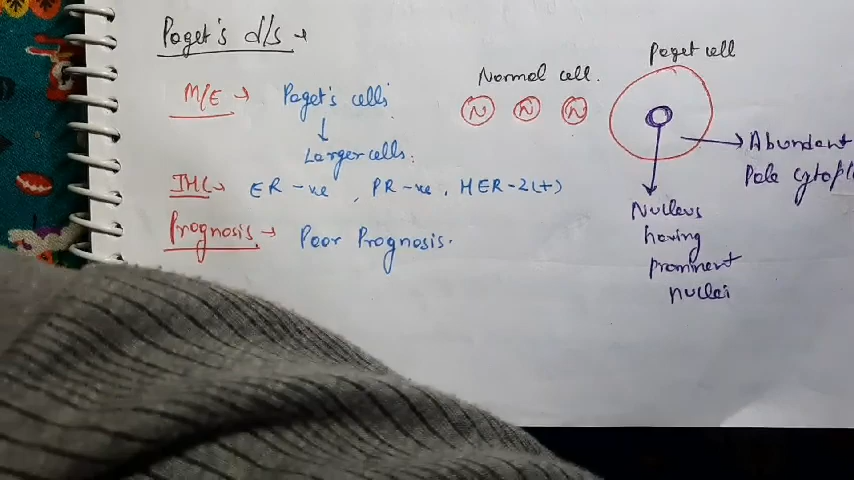 Paget's d/s →
M/E → Paget's cells
↓
Larger cells.
IHC → ER -ve , PR -ve , HER-2(+)
Prognosis → Poor Prognosis.
Normal cell.
N N N
Paget cell
Abundant
Pale cytopl
Nucleus
having
prominent
nuclei